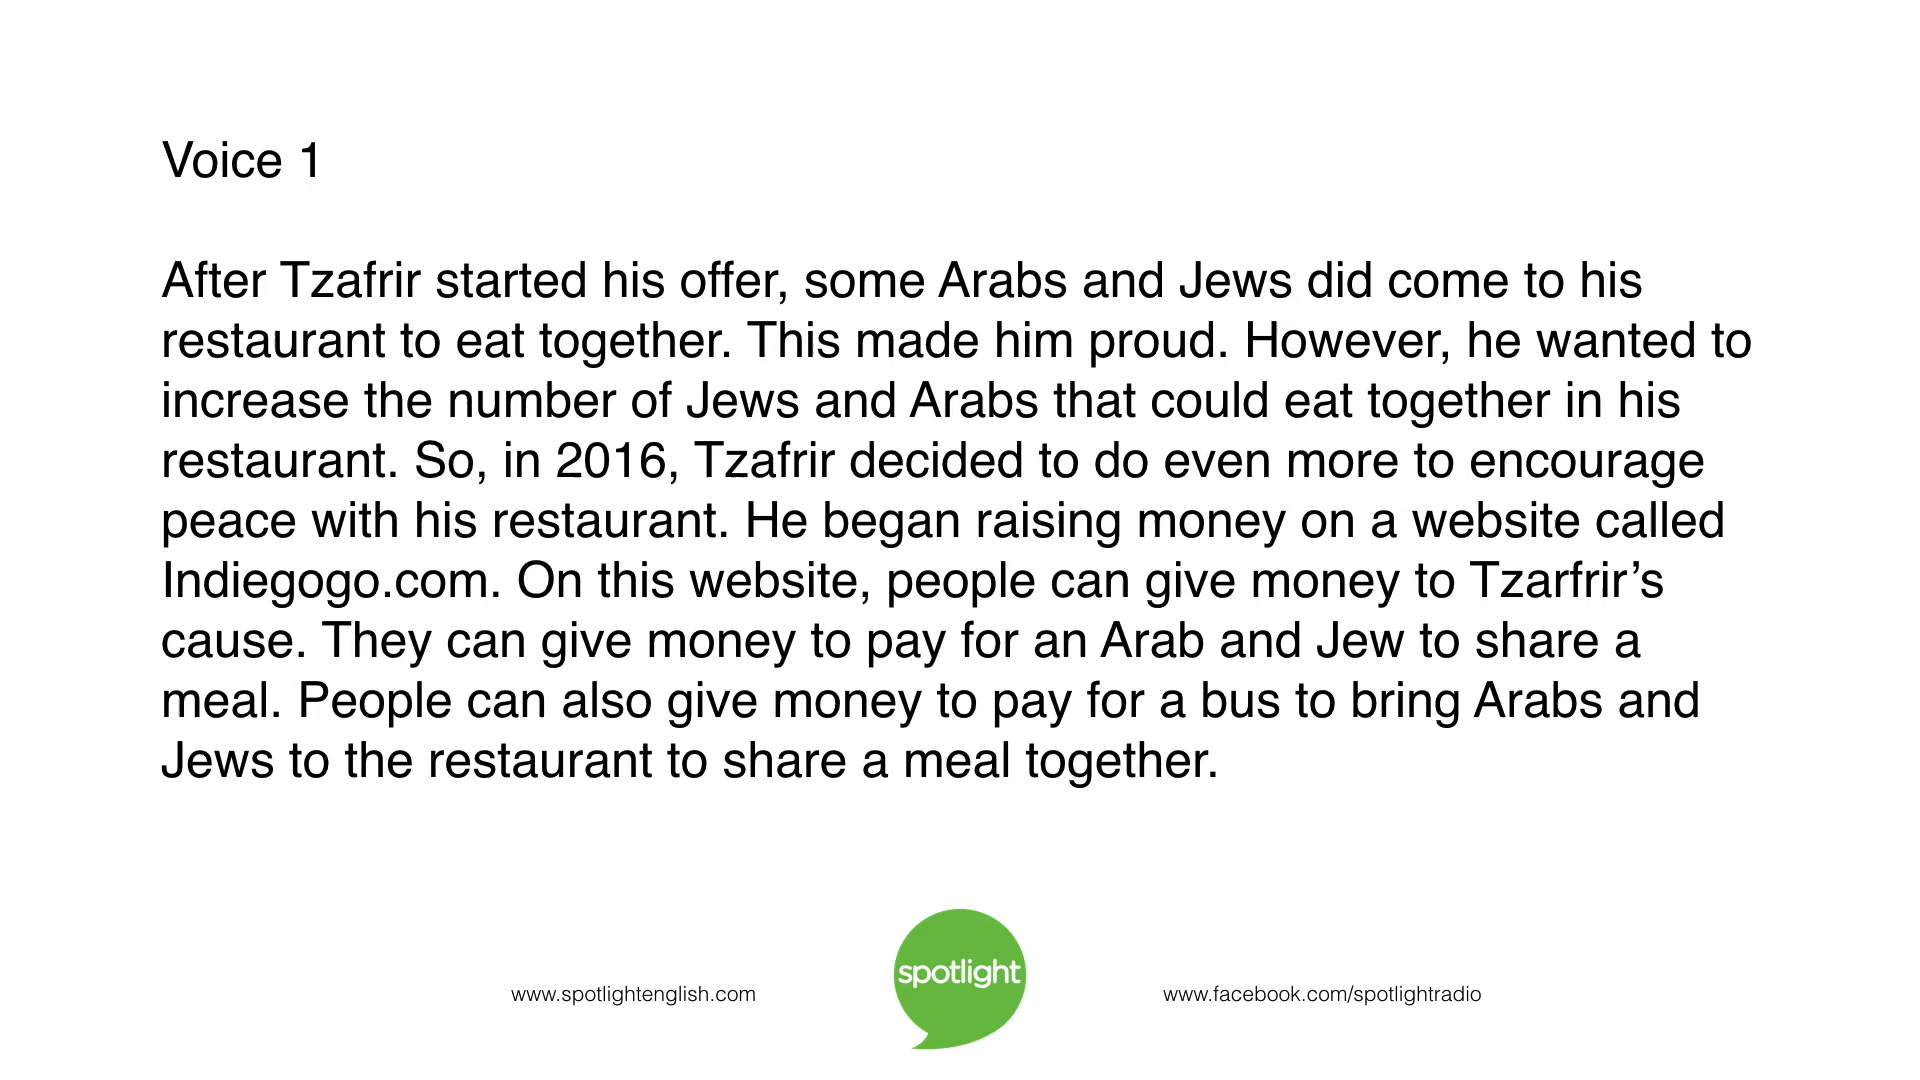 Voice 1
After Tzafrir started his offer, some Arabs and Jews did come to his
restaurant to eat together. This made him proud. However, he wanted to
increase the number of Jews and Arabs that could eat together in his
restaurant. So, in 2016, Tzafrir decided to do even more to encourage
peace with his restaurant. He began raising money on a website called
Indiegogo.com. On this website, people can give money to Tzarfrir’s
cause. They can give money to pay for an Arab and Jew to share a
meal. People can also give money to pay for a bus to bring Arabs and
Jews to the restaurant to share a meal together.
www.spotlightenglish.com
spotlight
www.facebook.com/spotlightradio